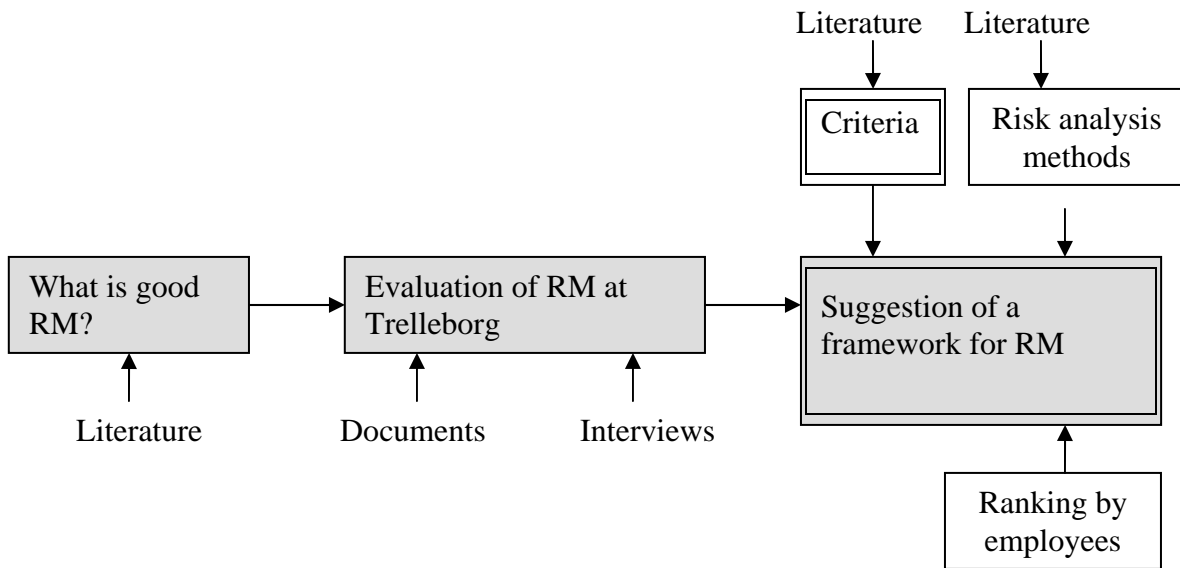 Literature
Literature
Criteria
Risk analysis
methods
What is good
RM?
Evaluation of RM at
Trelleborg
Suggestion of a
framework for RM
Literature
Documents
Interviews
Ranking by
employees